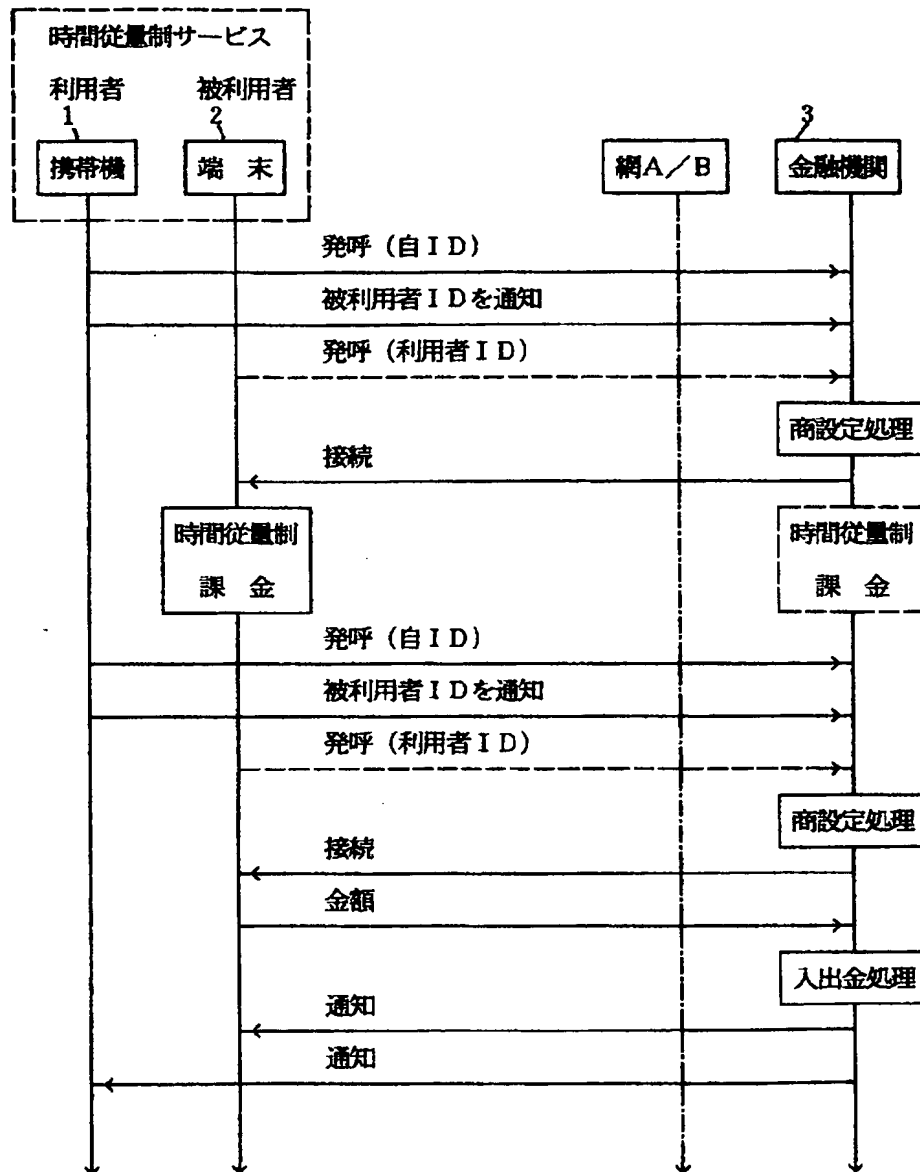 時間従量制サービス
利用者 被利用者
1 2 3
携帯機 端 末 網A/B 金融機関
発呼(自ID)
被利用者IDを通知
発呼(利用者ID)
商設定処理
接続
時間従量制 時間従量制
課 金 課 金
発呼(自ID)
被利用者IDを通知
発呼(利用者ID)
商設定処理
接続
金額
入出金処理
通知
通知